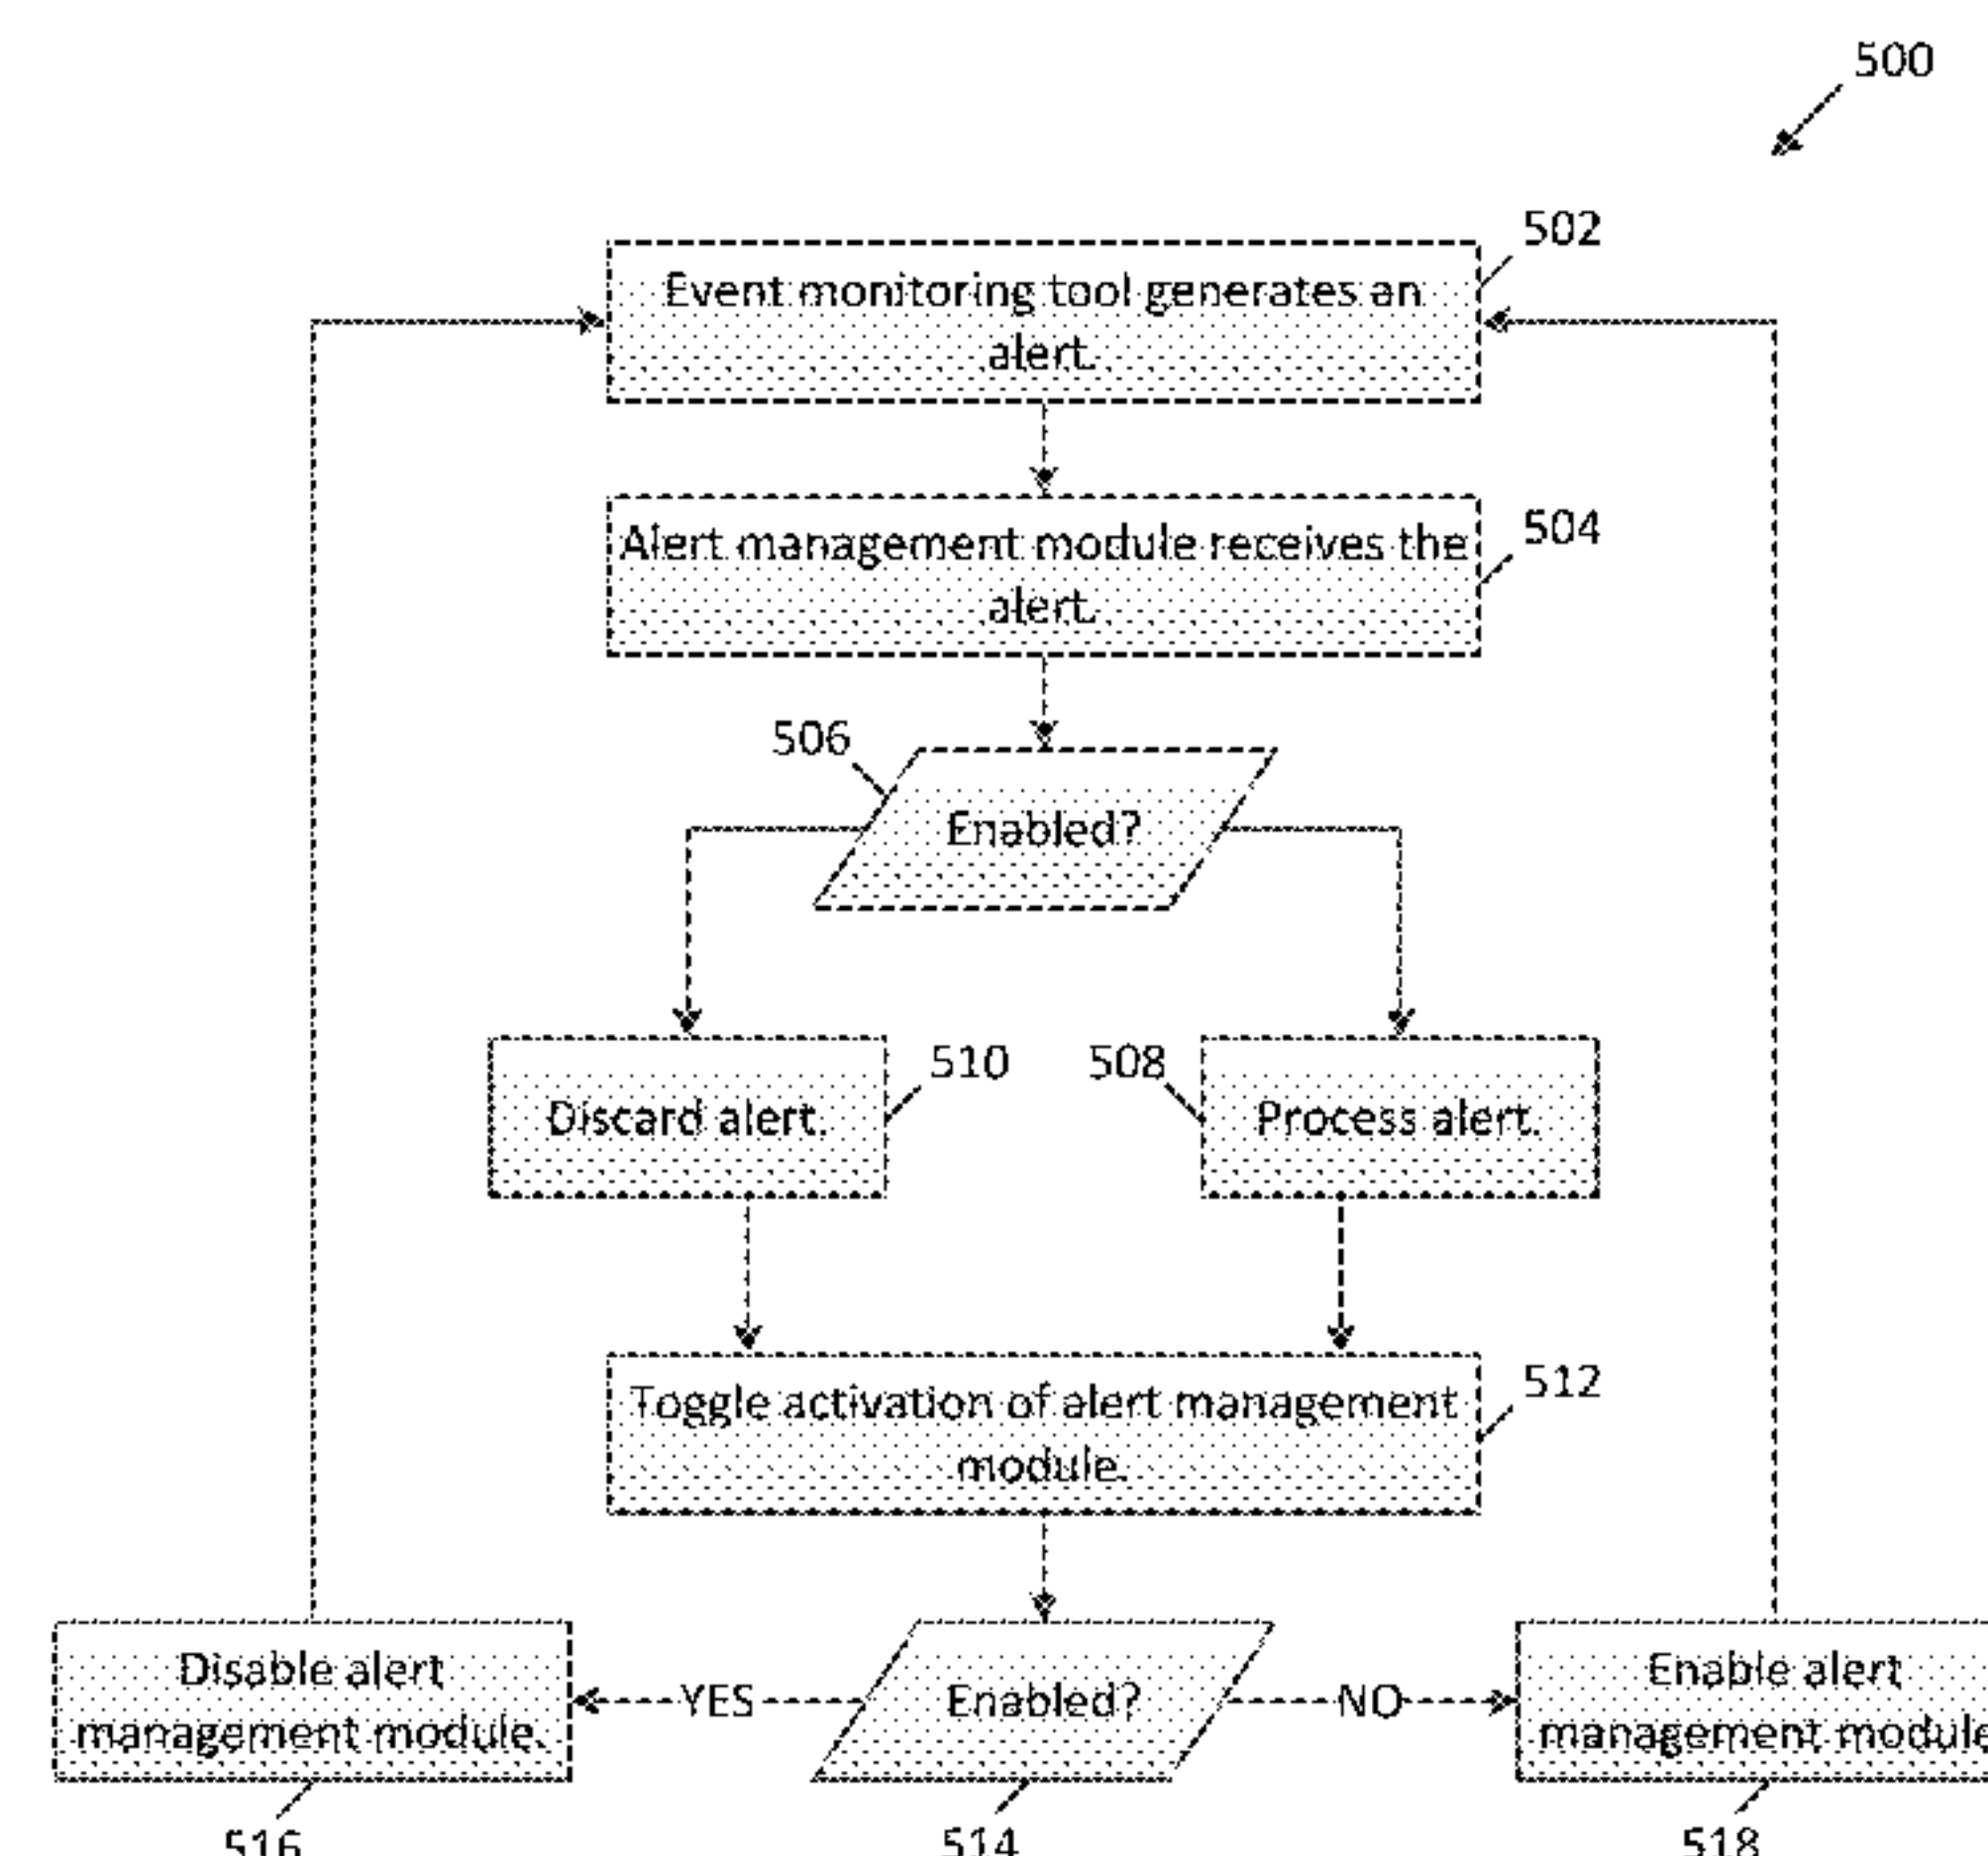 500
502
Event monitoring tool generates an
alert.
Alert management module receives the
alert.
504
506
Enabled?
510
508
Discard alert.
Process alert.
Toggle activation of alert management
module.
512
Disable alert
management module.
YES
Enabled?
NO
Enable alert
management module
516
514
518